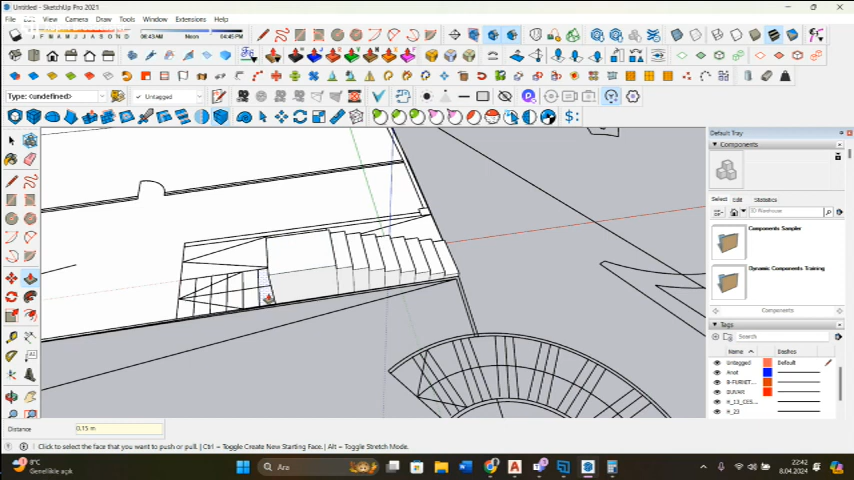 Untitled - SketchUp Pro 2021
File Edit View Camera Draw Tools Window Extensions Help
06:43 AM Noon 04:45 PM
Type: <undefined>
Untagged
Default Tray
Components
Select Edit Statistics
3D Warehouse
Components Sampler
Dynamic Components Training
Components
Tags
Search
Name Dashes
Untagged
Anot
DUVAR
Distance 0.15 m
Click to select the face that you want to push or pull. | Ctrl = Toggle Create New Starting Face. | Alt = Toggle Stretch Mode.
8°C
Genellikle açık
Ara
22:42
8.04.2024